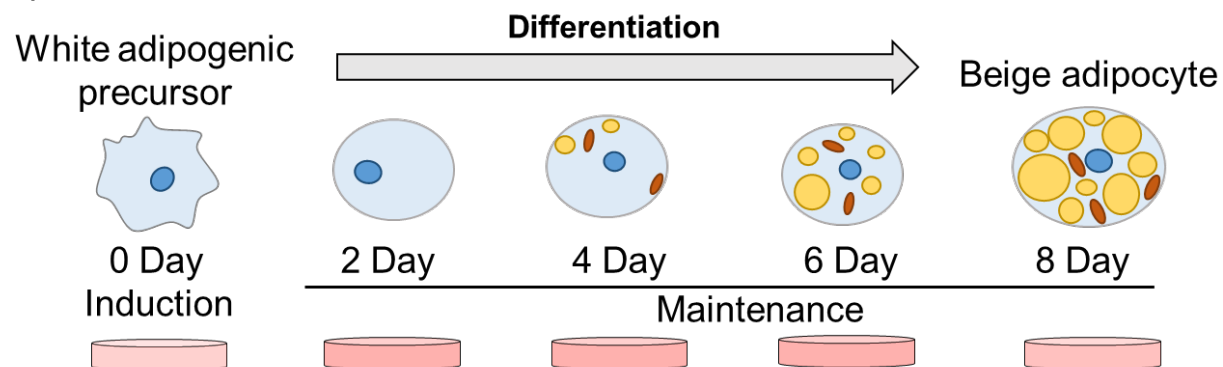 Differentiation
White adipogenic
precursor
Beige adipocyte
0 Day
2 Day
4 Day
6 Day
8 Day
Induction
Maintenance